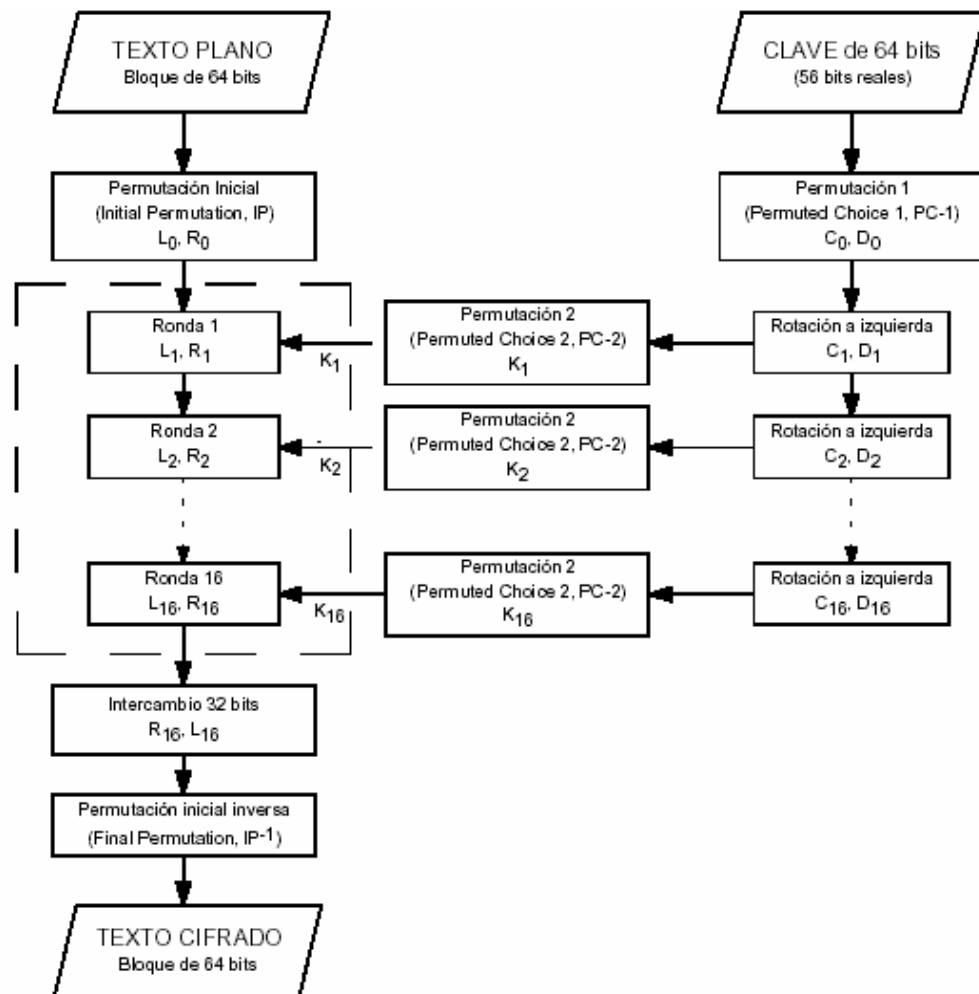 TEXTO PLANO
Bloque de 64 bits
CLAVE de 64 bits
(56 bits reales)
Permutación Inicial
(Initial Permutation, IP)
L0, R0
Permutación 1
(Permuted Choice 1, PC-1)
C0, D0
Ronda 1
L1, R1
K1
Permutación 2
(Permuted Choice 2, PC-2)
K1
Rotación a izquierda
C1, D1
Ronda 2
L2, R2
K2
Permutación 2
(Permuted Choice 2, PC-2)
K2
Rotación a izquierda
C2, D2
Ronda 16
L16, R16
K16
Permutación 2
(Permuted Choice 2, PC-2)
K16
Rotación a izquierda
C16, D16
Intercambio 32 bits
R16, L16
Permutación inicial inversa
(Final Permutation, IP-1)
TEXTO CIFRADO
Bloque de 64 bits